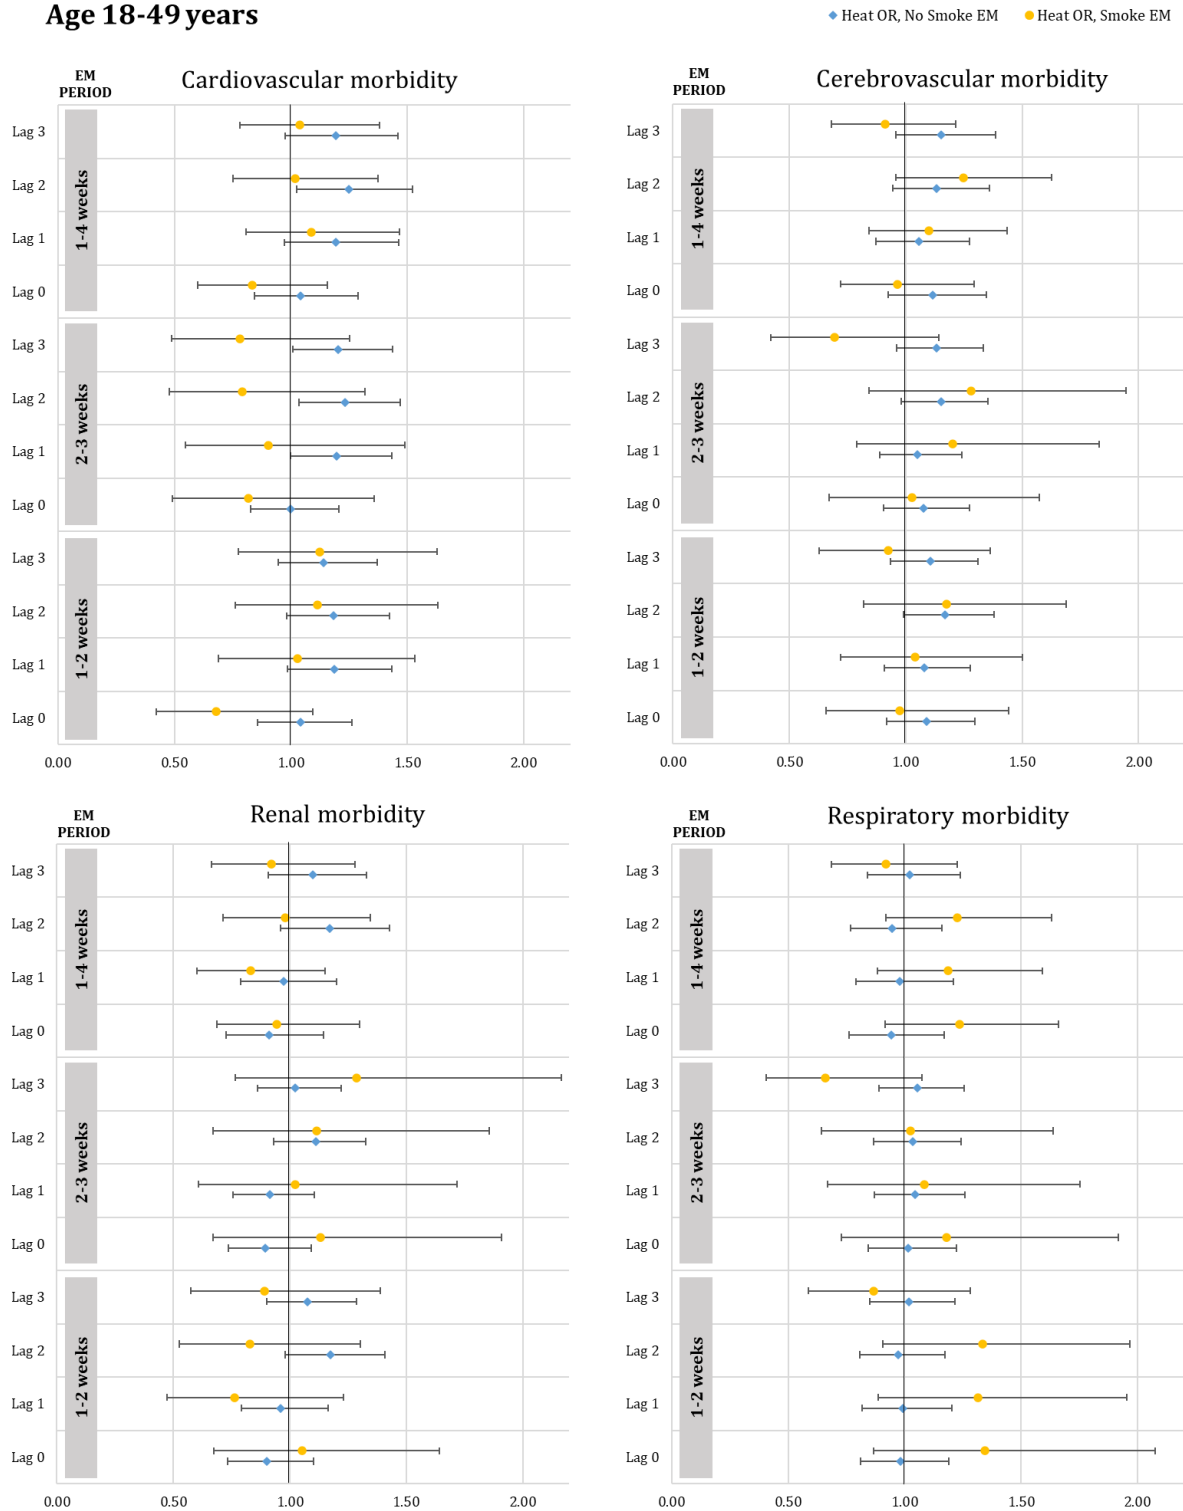 Age 18-49 years
Heat OR, No Smoke EM
Heat OR, Smoke EM
EM
PERIOD
Cardiovascular morbidity
1-4 weeks
Lag 3
Lag 2
Lag 1
Lag 0
2-3 weeks
Lag 3
Lag 2
Lag 1
Lag 0
1-2 weeks
Lag 3
Lag 2
Lag 1
Lag 0
0.00 0.50 1.00 1.50 2.00
EM
PERIOD
Cerebrovascular morbidity
1-4 weeks
Lag 3
Lag 2
Lag 1
Lag 0
2-3 weeks
Lag 3
Lag 2
Lag 1
Lag 0
1-2 weeks
Lag 3
Lag 2
Lag 1
Lag 0
0.00 0.50 1.00 1.50 2.00
EM
PERIOD
Renal morbidity
1-4 weeks
Lag 3
Lag 2
Lag 1
Lag 0
2-3 weeks
Lag 3
Lag 2
Lag 1
Lag 0
1-2 weeks
Lag 3
Lag 2
Lag 1
Lag 0
0.00 0.50 1.00 1.50 2.00
EM
PERIOD
Respiratory morbidity
1-4 weeks
Lag 3
Lag 2
Lag 1
Lag 0
2-3 weeks
Lag 3
Lag 2
Lag 1
Lag 0
1-2 weeks
Lag 3
Lag 2
Lag 1
Lag 0
0.00 0.50 1.00 1.50 2.00